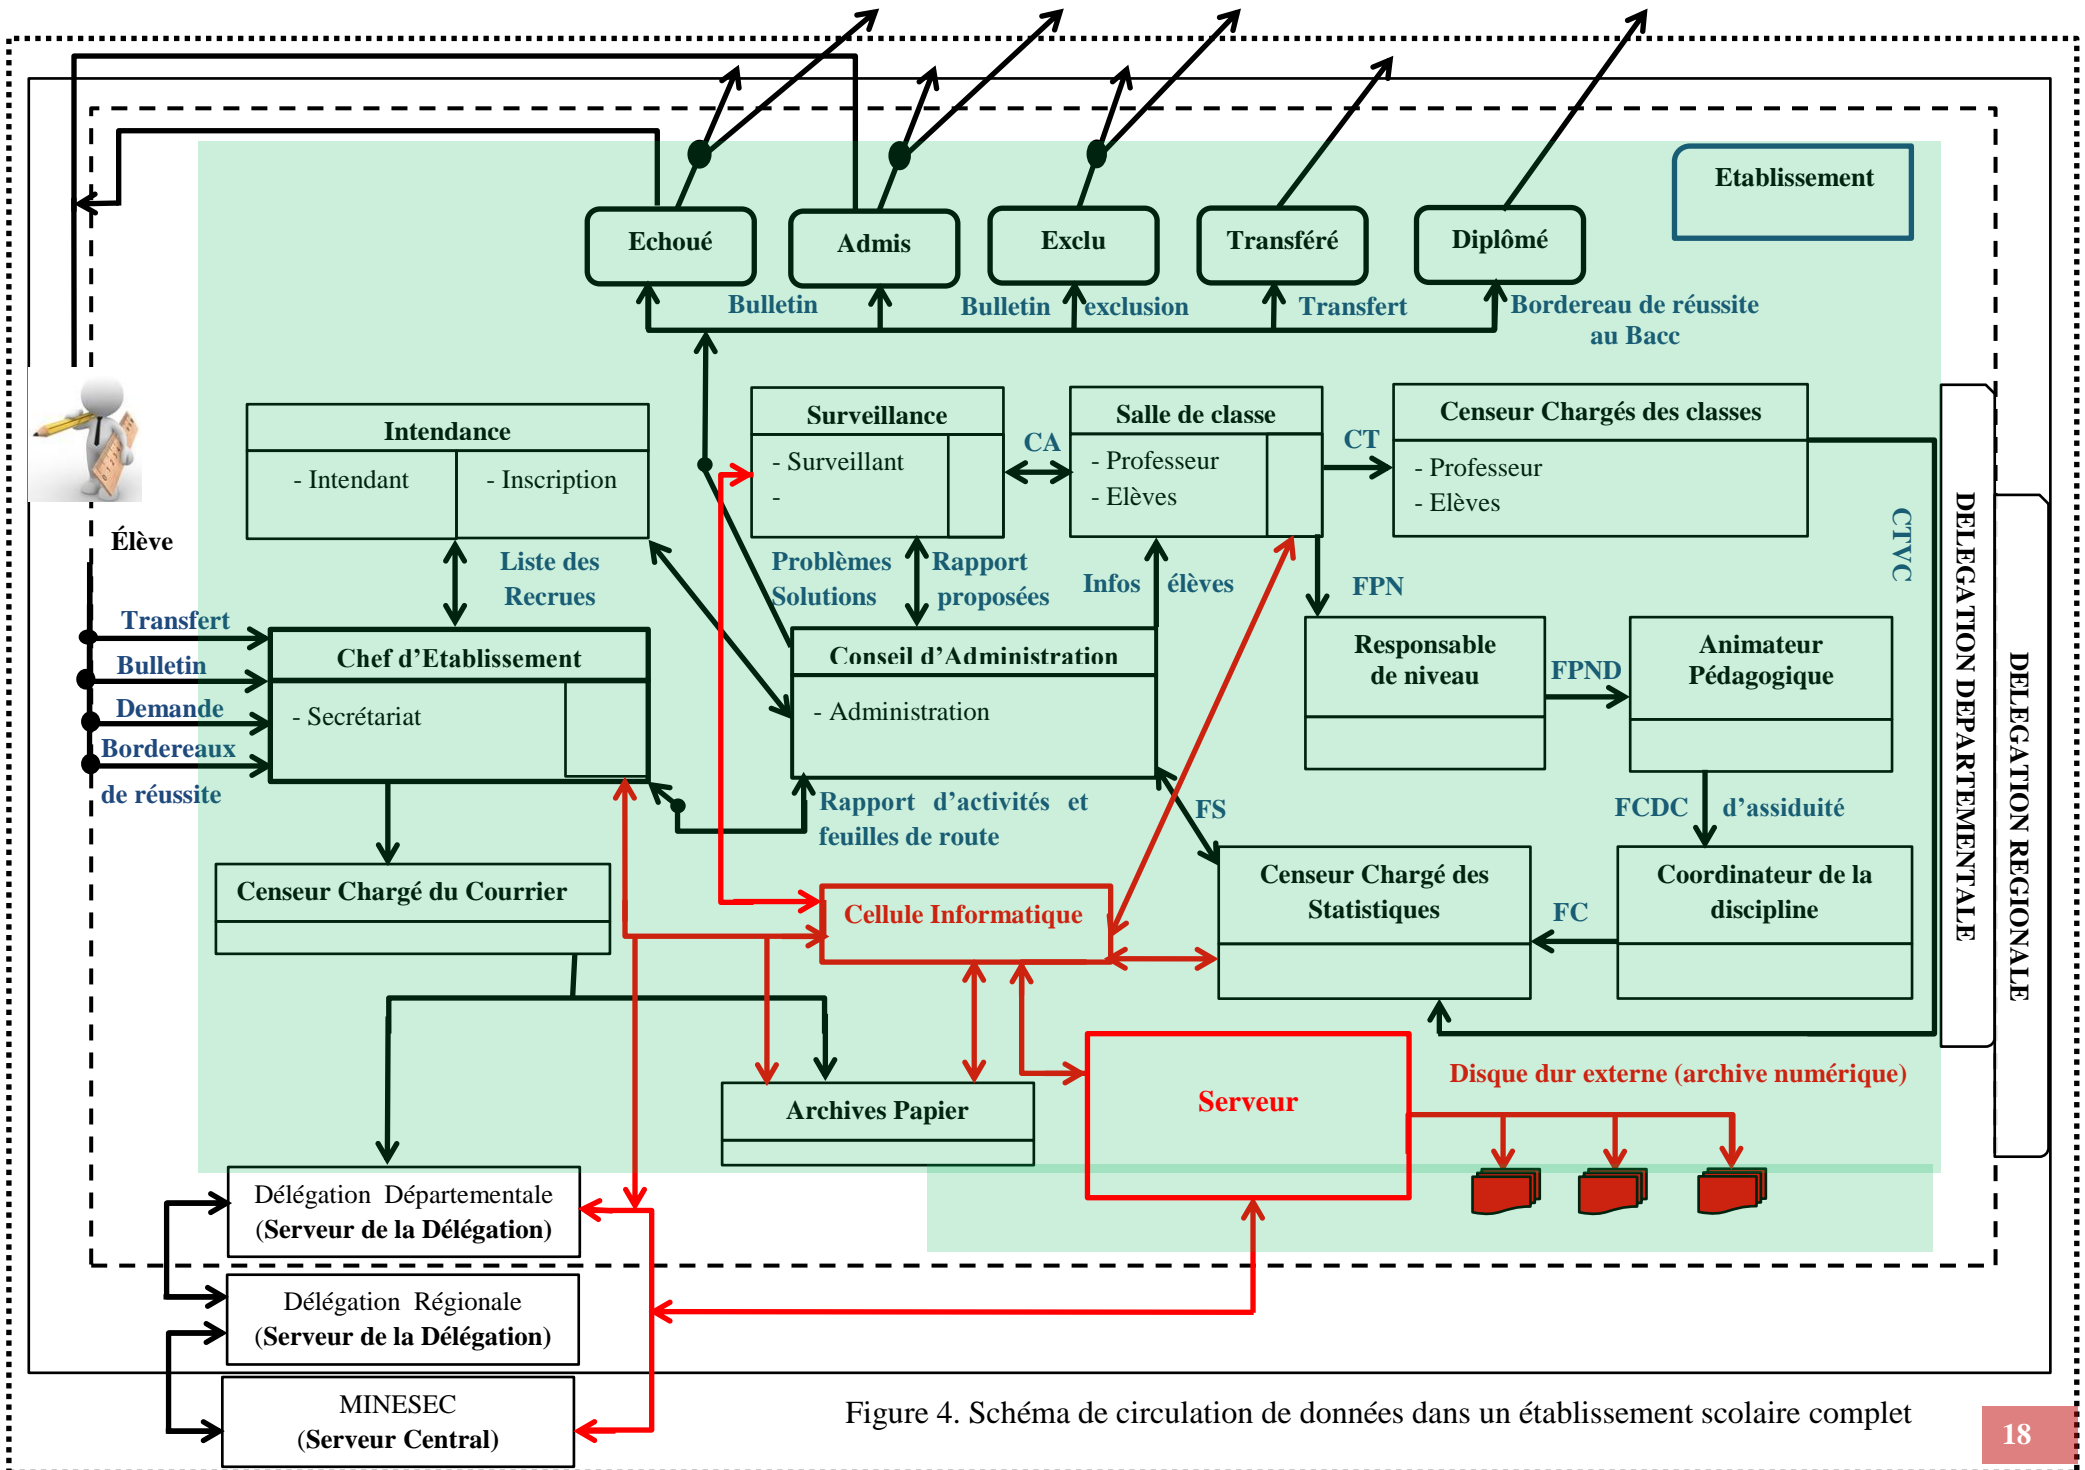 Etablissement
Echoué
Admis
Exclu
Transféré
Diplômé
Bulletin
Bulletin exclusion
Transfert
Bordereau de réussite
au Bacc
Intendance
- Intendant
- Inscription
Surveillance
- Surveillant
-
CA
Salle de classe
- Professeur
- Elèves
CT
Censeur Chargés des classes
- Professeur
- Elèves
CTVC
DELEGATION DEPARTEMENTALE
DELEGATION REGIONALE
Élève
Liste des
Recrues
Problèmes
Solutions
Rapport
proposées
Infos élèves
FPN
Transfert
Bulletin
Demande
Bordereaux
de réussite
Chef d'Etablissement
- Secrétariat
Conseil d'Administration
- Administration
Responsable
de niveau
FPND
Animateur
Pédagogique
Rapport d'activités et
feuilles de route
FS
FCDC d'assiduité
Censeur Chargé du Courrier
Cellule Informatique
Censeur Chargé des
Statistiques
FC
Coordinateur de la
discipline
Archives Papier
Serveur
Disque dur externe (archive numérique)
Délégation Départementale
(Serveur de la Délégation)
Délégation Régionale
(Serveur de la Délégation)
MINESEC
(Serveur Central)
Figure 4. Schéma de circulation de données dans un établissement scolaire complet
18